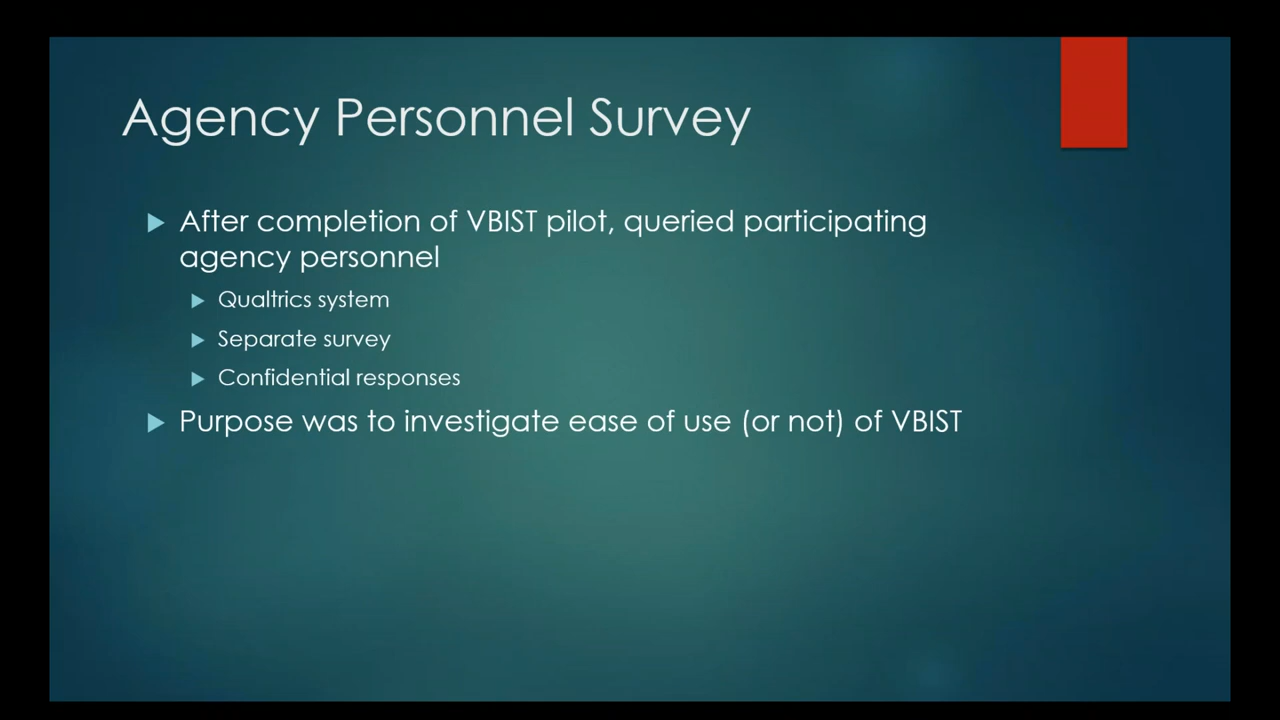 Agency Personnel Survey
After completion of VBIST pilot, queried participating
agency personnel
Qualtrics system
Separate survey
Confidential responses
Purpose was to investigate ease of use (or not) of VBIST